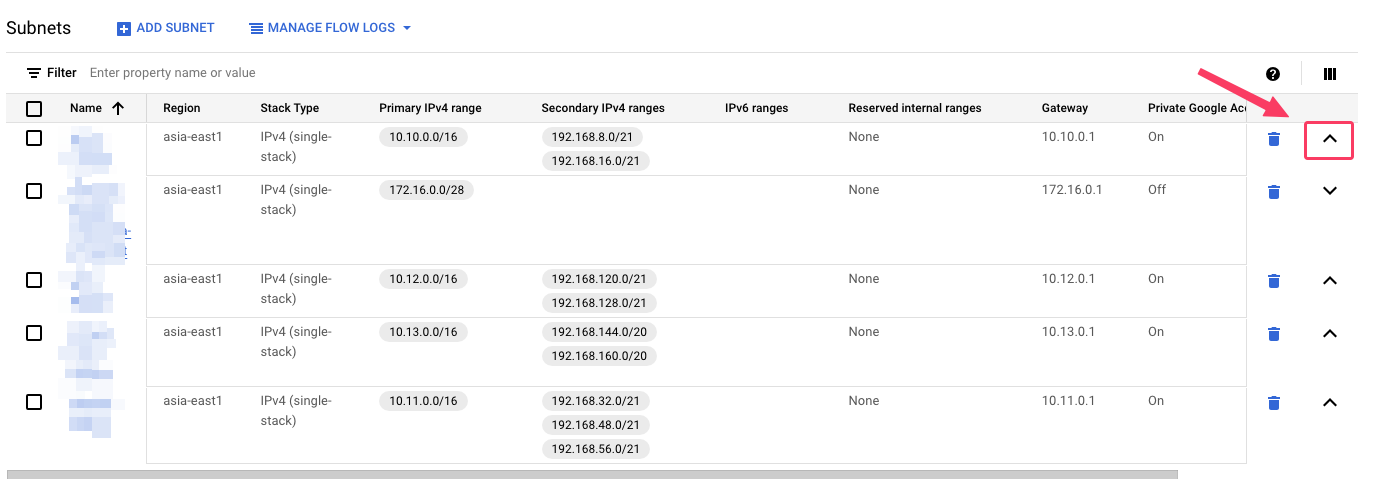 Subnets ADD SUBNET MANAGE FLOW LOGS
Filter Enter property name or value
Name Region Stack Type Primary IPv4 range Secondary IPv4 ranges IPv6 ranges Reserved internal ranges Gateway Private Google
asia-east1 IPv4 (single- 10.10.0.0/16 192.168.8.0/21 None 10.10.0.1 On
stack) 192.168.16.0/21
asia-east1 IPv4 (single- 172.16.0.0/28 None 172.16.0.1 Off
stack)
asia-east1 IPv4 (single- 10.12.0.0/16 192.168.120.0/21 None 10.12.0.1 On
stack) 192.168.128.0/21
asia-east1 IPv4 (single- 10.13.0.0/16 192.168.144.0/20 None 10.13.0.1 On
stack) 192.168.160.0/20
asia-east1 IPv4 (single- 10.11.0.0/16 192.168.32.0/21 None 10.11.0.1 On
stack) 192.168.48.0/21
192.168.56.0/21